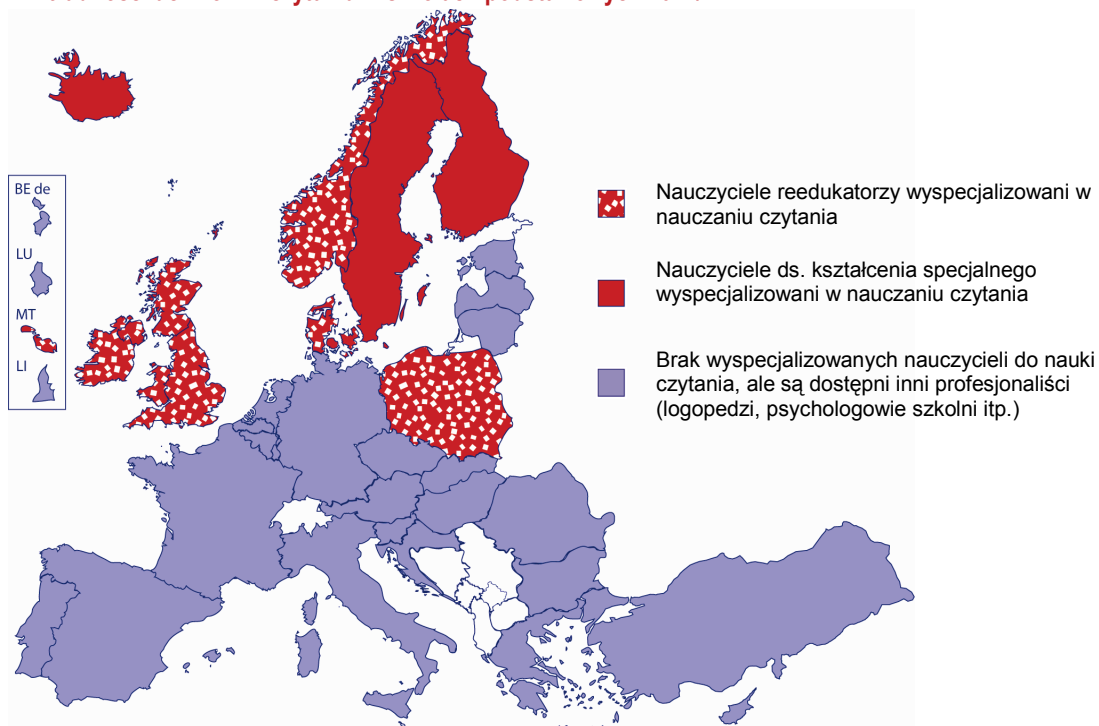 BE de
LU
MT
LI
Nauczyciele reedukatorzy wyspecjalizowani w
nauczaniu czytania
Nauczyciele ds. kształcenia specjalnego
wyspecjalizowani w nauczaniu czytania
Brak wyspecjalizowanych nauczycieli do nauki
czytania, ale są dostępni inni profesjonaliści
(logopedzi, psychologowie szkolni itp.)